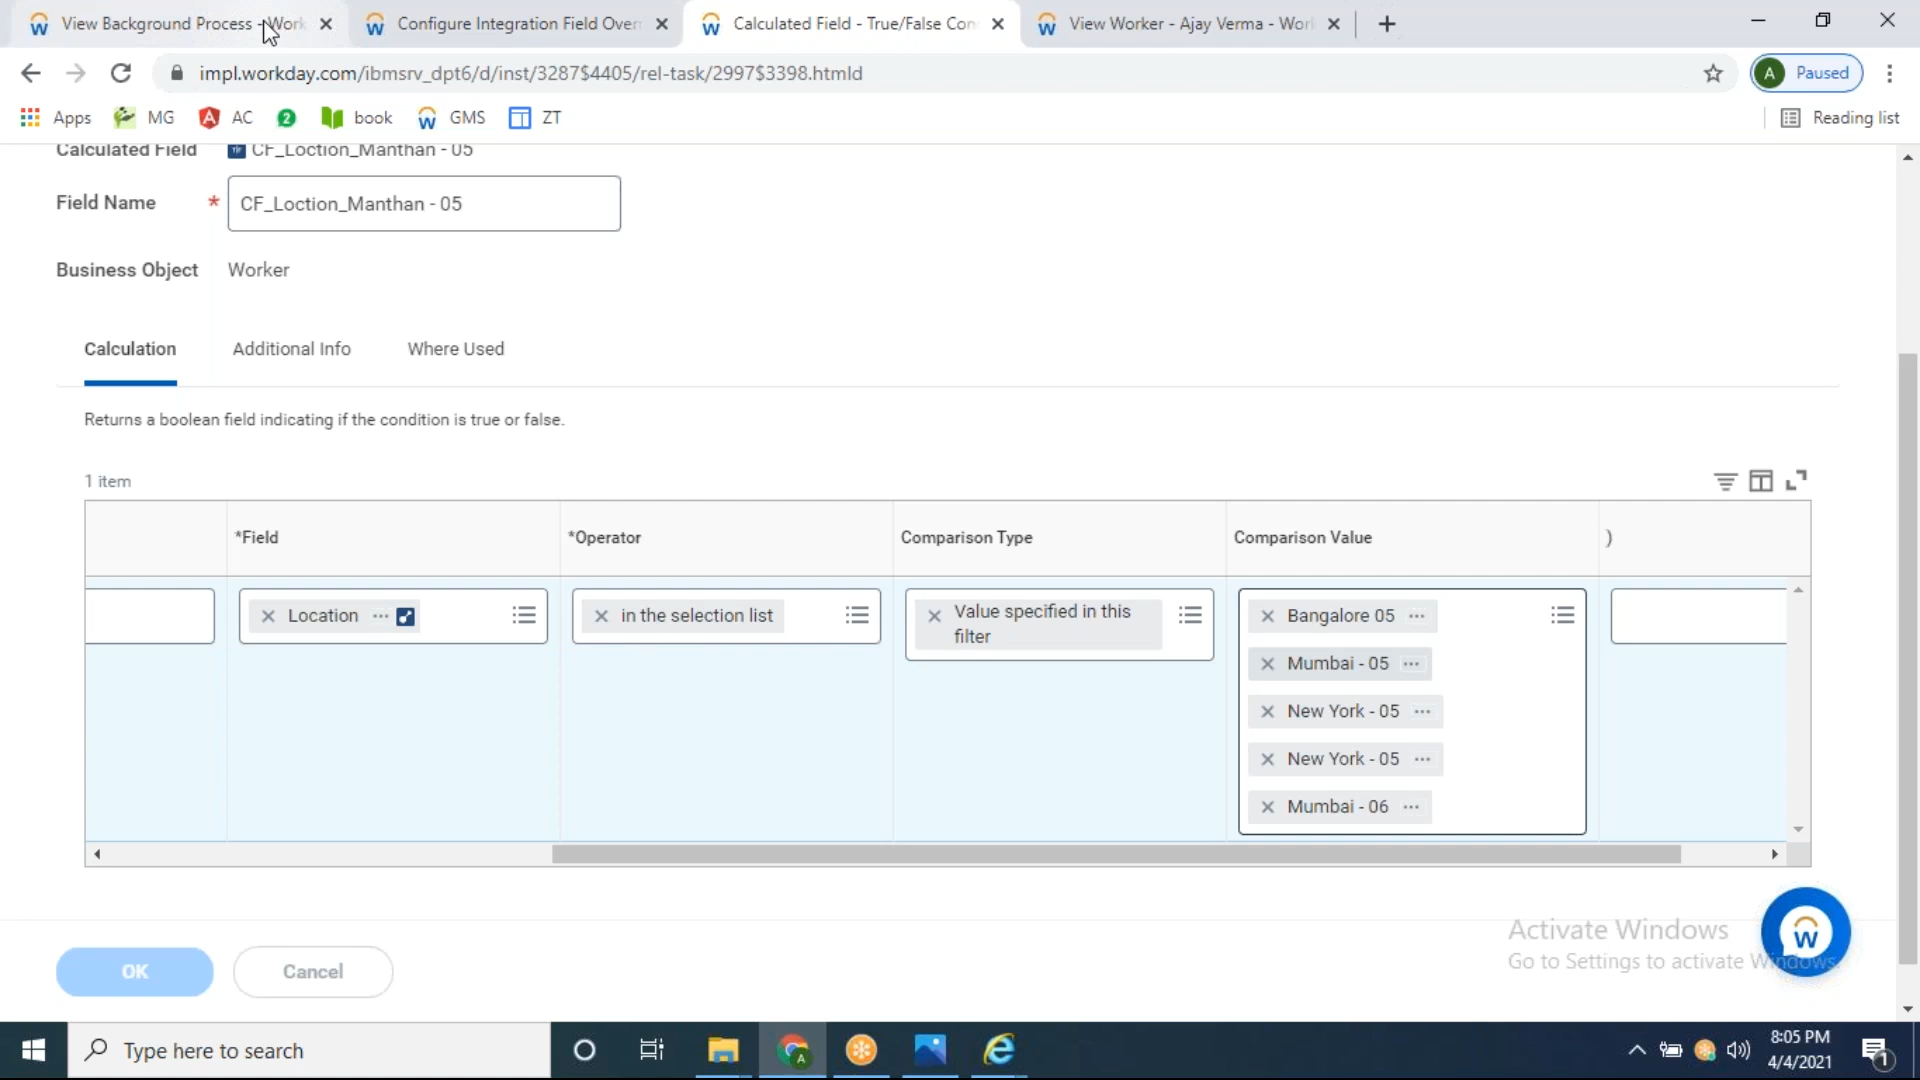 View Background Process - Work
Configure Integration Field Overr
Calculated Field - True/False Con
View Worker - Ajay Verma - Work
impl.workday.com/ibmsrv_dpt6/d/inst/3287$4405/rel-task/2997$3398.htmld
A Paused
Apps MG AC 2 book GMS ZT Reading list
Calculated Field CF_Loction_Manthan - 05
Field Name * CF_Loction_Manthan - 05
Business Object Worker
Calculation Additional Info Where Used
Returns a boolean field indicating if the condition is true or false.
1 item
*Field *Operator Comparison Type Comparison Value )
Location in the selection list Value specified in this filter
Bangalore 05
Mumbai - 05
New York - 05
New York - 05
Mumbai - 06
Activate Windows
Go to Settings to activate Windows.
OK Cancel
Type here to search
8:05 PM
4/4/2021
1